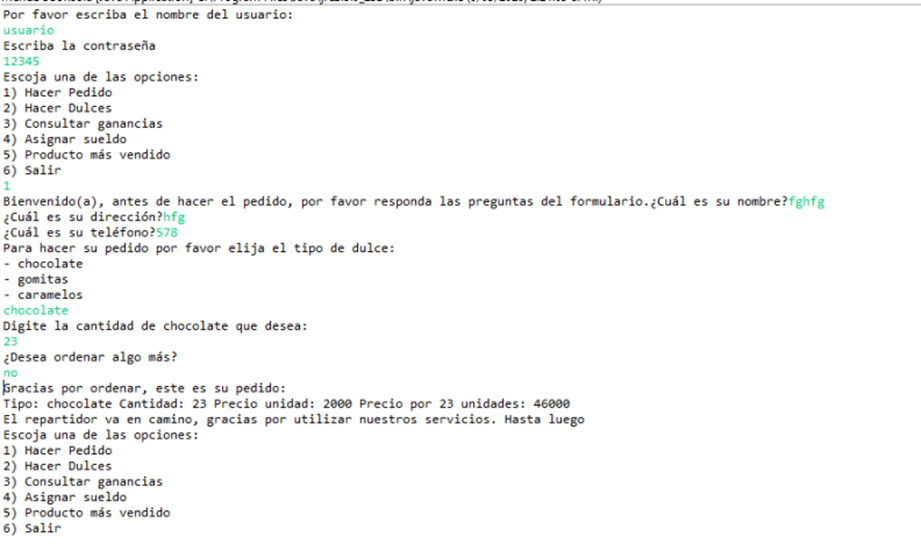 Por favor escriba el nombre del usuario:
usuario
Escriba la contraseña
12345
Escoja una de las opciones:
1) Hacer Pedido
2) Hacer Dulces
3) Consultar ganancias
4) Asignar sueldo
5) Producto más vendido
6) Salir
1
Bienvenido(a), antes de hacer el pedido, por favor responda las preguntas del formulario.¿Cuál es su nombre?fghfg
¿Cuál es su dirección?hfg
¿Cuál es su teléfono?578
Para hacer su pedido por favor elija el tipo de dulce:
- chocolate
- gomitas
- caramelos
chocolate
Digite la cantidad de chocolate que desea:
23
¿Desea ordenar algo más?
no
Gracias por ordenar, este es su pedido:
Tipo: chocolate Cantidad: 23 Precio unidad: 2000 Precio por 23 unidades: 46000
El repartidor va en camino, gracias por utilizar nuestros servicios. Hasta luego
Escoja una de las opciones:
1) Hacer Pedido
2) Hacer Dulces
3) Consultar ganancias
4) Asignar sueldo
5) Producto más vendido
6) Salir